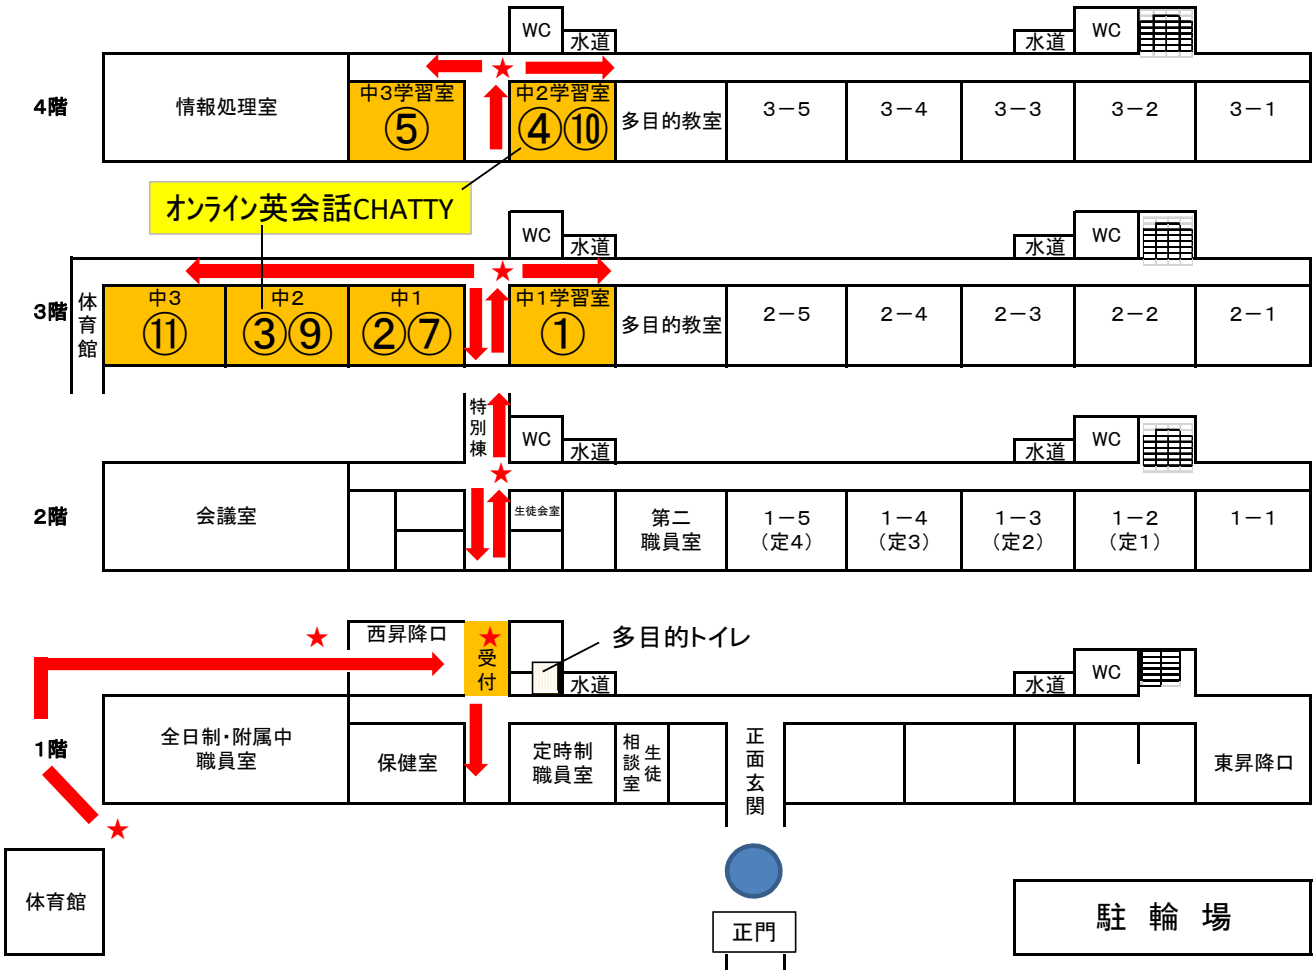 WC
水道
水道
WC
4階
情報処理室
中3学習室
⑤
中2学習室
④⑩
多目的教室
3－5
3－4
3－3
3－2
3－1
オンライン英会話CHATTY
WC
水道
水道
WC
3階
体育館
中3
⑪
中2
③⑨
中1
②⑦
中1学習室
①
多目的教室
2－5
2－4
2－3
2－2
2－1
特別棟
WC
水道
水道
WC
2階
会議室
生徒会室
第二
職員室
1－5
（定4）
1－4
（定3）
1－3
（定2）
1－2
（定1）
1－1
西昇降口
受付
多目的トイレ
水道
水道
WC
1階
全日制・附属中
職員室
保健室
定時制
職員室
生徒
相談室
正面玄関
東昇降口
体育館
正門
駐輪場